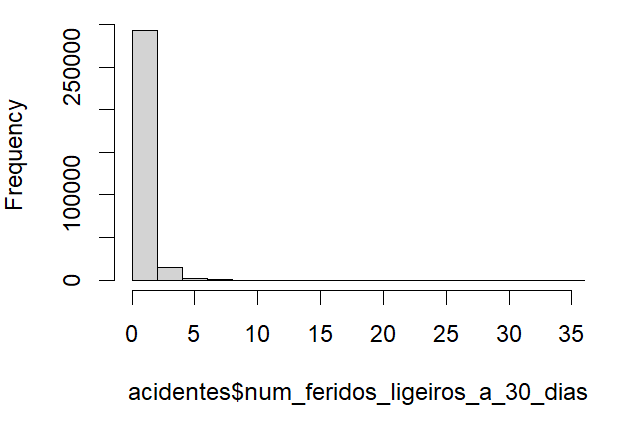 Frequency
250000
100000
0
0 5 10 15 20 25 30 35
acidentes$num_feridos_ligeiros_a_30_dias